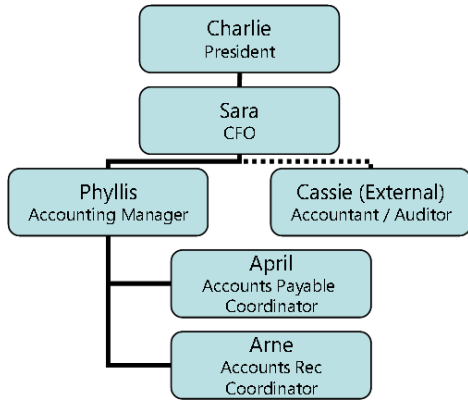 Charlie
President
Sara
CFO
Phyllis
Accounting Manager
Cassie (External)
Accountant / Auditor
April
Accounts Payable
Coordinator
Arne
Accounts Rec
Coordinator